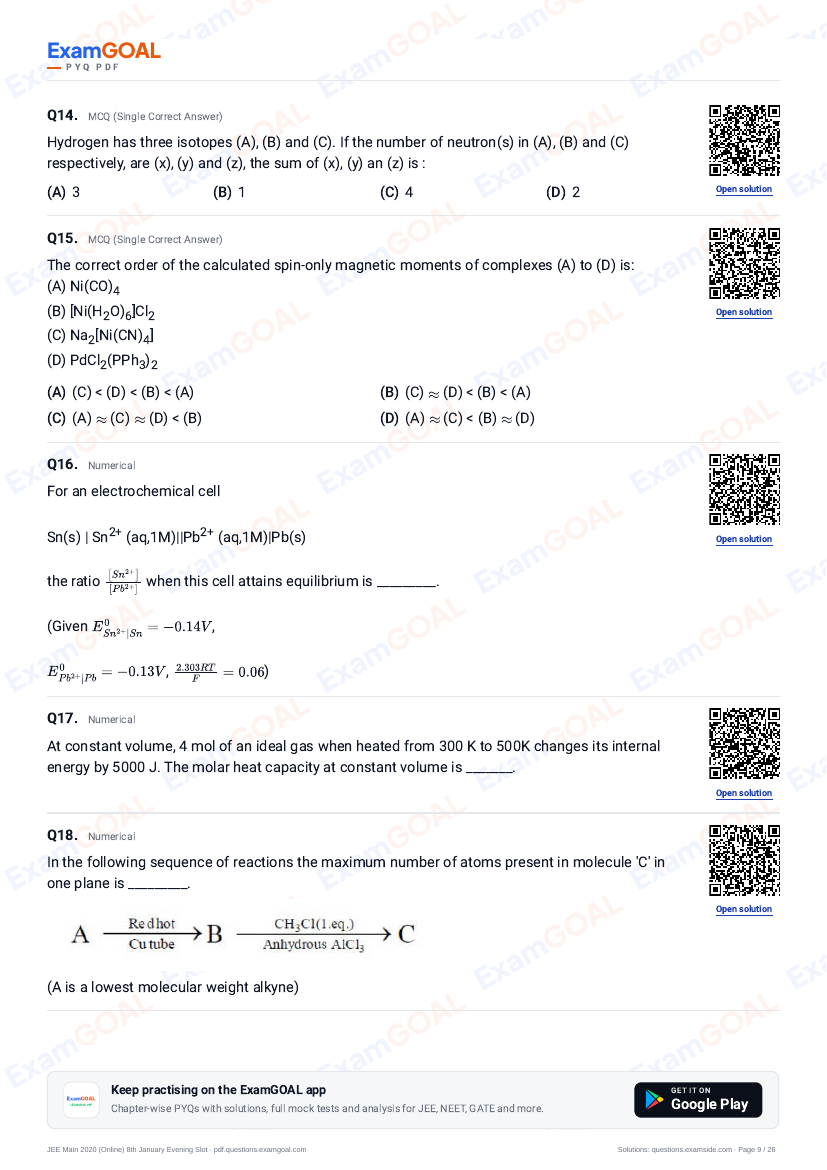 ExamGOAL
PYQ PDF
Q14. MCQ (Single Correct Answer)
Hydrogen has three isotopes (A), (B) and (C). If the number of neutron(s) in (A), (B) and (C)
respectively, are (x), (y) and (z), the sum of (x), (y) an (z) is :
(A) 3 (B) 1 (C) 4 (D) 2
Open solution
Q15. MCQ (Single Correct Answer)
The correct order of the calculated spin-only magnetic moments of complexes (A) to (D) is:
(A) Ni(CO)4
(B) [Ni(H2O)6]Cl2
(C) Na2[Ni(CN)4]
(D) PdCl2(PPh3)2
(A) (C) < (D) < (B) < (A) (B) (C) ≈ (D) < (B) < (A)
(C) (A) ≈ (C) ≈ (D) < (B) (D) (A) ≈ (C) < (B) ≈ (D)
Open solution
Q16. Numerical
For an electrochemical cell
Sn(s) | Sn2+ (aq,1M)||Pb2+ (aq,1M)|Pb(s)
the ratio [Sn2+]/[Pb2+] when this cell attains equilibrium is _________.
(Given E0Sn2+|Sn = −0.14V,
E0Pb2+|Pb = −0.13V, 2.303RT/F = 0.06)
Open solution
Q17. Numerical
At constant volume, 4 mol of an ideal gas when heated from 300 K to 500K changes its internal
energy by 5000 J. The molar heat capacity at constant volume is _______.
Open solution
Q18. Numerical
In the following sequence of reactions the maximum number of atoms present in molecule 'C' in
one plane is _________.
Open solution
A Red hot Cu tube → B CH3Cl(1.eq.) Anhydrous AlCl3 → C
(A is a lowest molecular weight alkyne)
Keep practising on the ExamGOAL app
Chapter-wise PYQs with solutions, full mock tests and analysis for JEE, NEET, GATE and more.
GET IT ON
Google Play
JEE Main 2020 (Online) 8th January Evening Slot · pdf.questions.examgoal.com
Solutions: questions.examside.com · Page 9 / 26